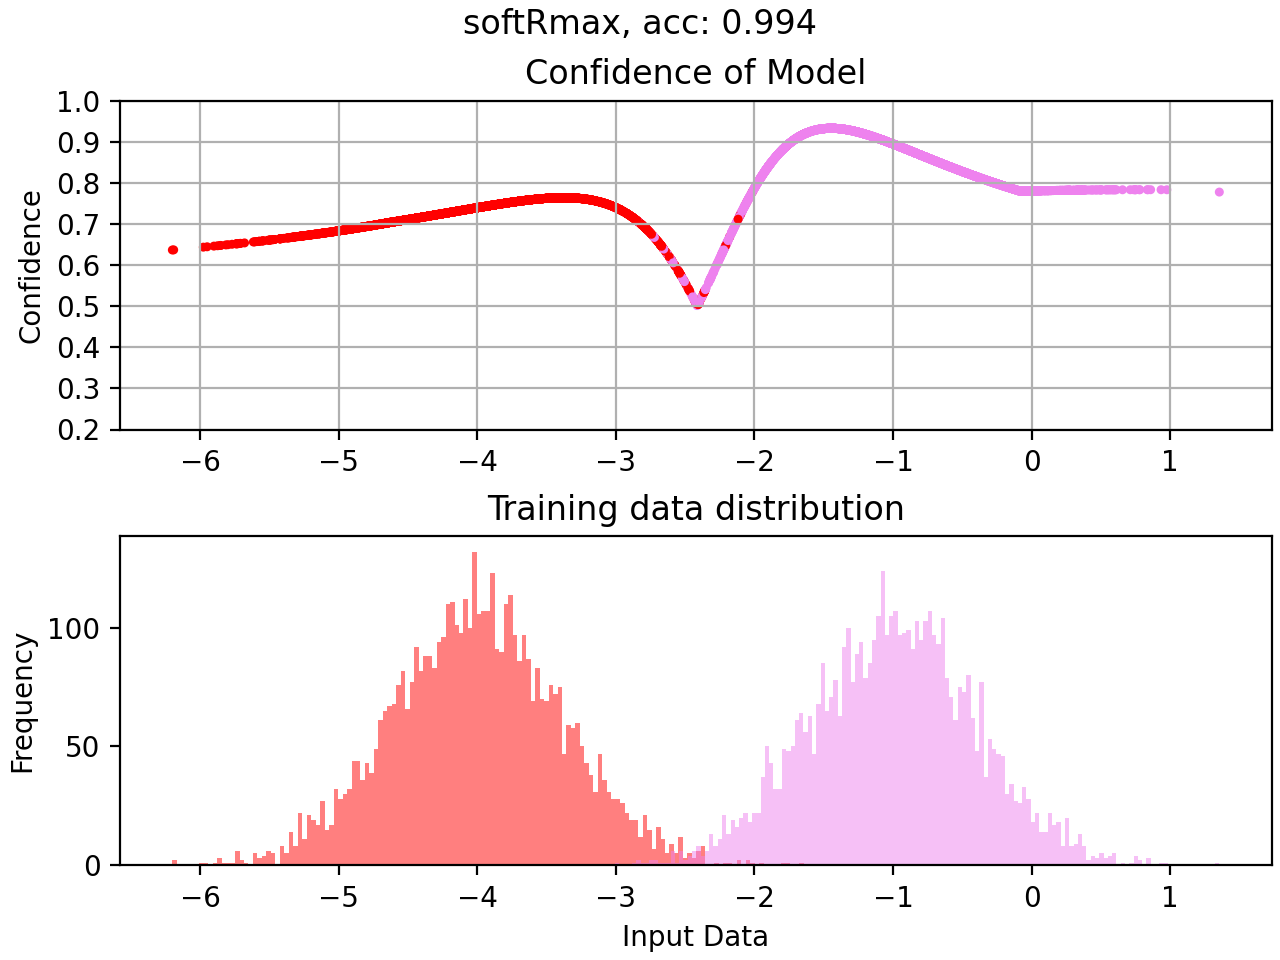 softRmax, acc: 0.994
Confidence of Model
Confidence
1.0
0.9
0.8
0.7
0.6
0.5
0.4
0.3
0.2
−6 −5 −4 −3 −2 −1 0 1
Training data distribution
Frequency
100
50
0
−6 −5 −4 −3 −2 −1 0 1
Input Data